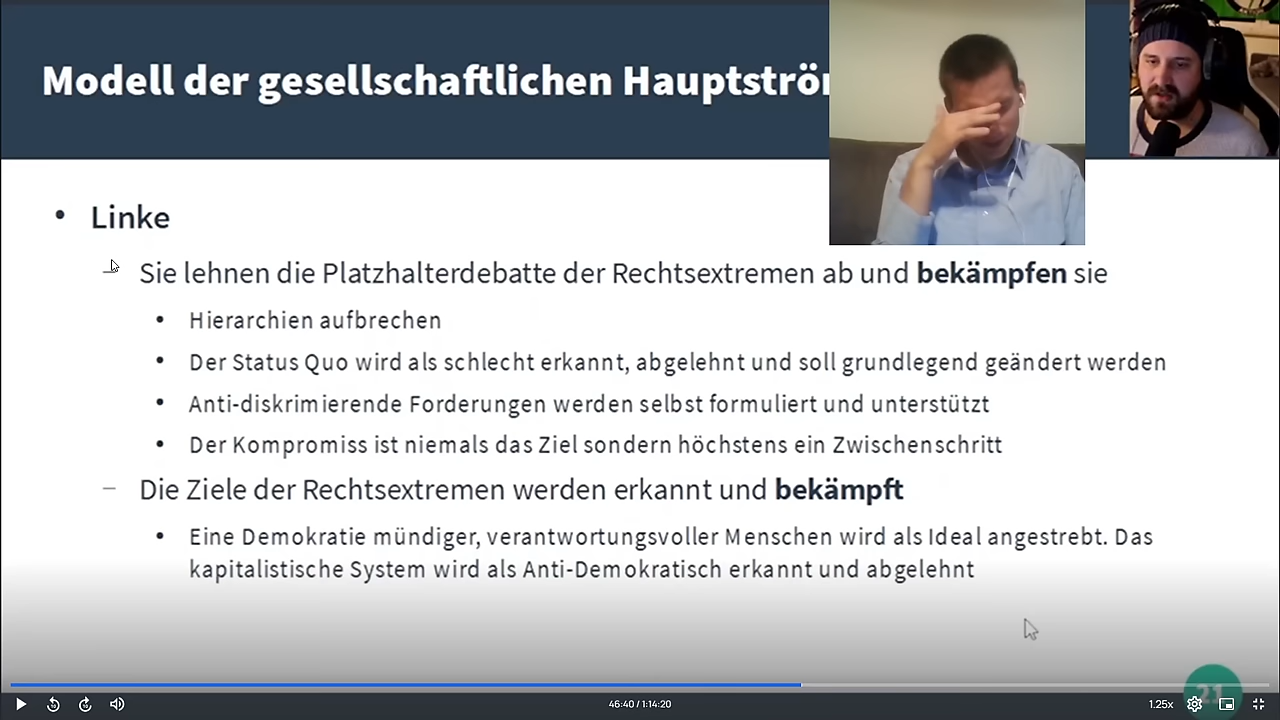 Modell der gesellschaftlichen
Linke
Sie lehnen die Platzhalterdebatte der Rechtsextremen ab und bekämpfen sie
Hierarchien aufbrechen
Der Status Quo wird als schlecht erkannt, abgelehnt und soll grundlegend geändert werden
Anti-diskrimierende Forderungen werden selbst formuliert und unterstützt
Der Kompromiss ist niemals das Ziel sondern höchstens ein Zwischenschritt
Die Ziele der Rechtsextremen werden erkannt und bekämpft
Eine Demokratie mündiger, verantwortungsvoller Menschen wird als Ideal angestrebt. Das
kapitalistische System wird als Anti-Demokratisch erkannt und abgelehnt
21
46:40 / 1:14:20
1.25x